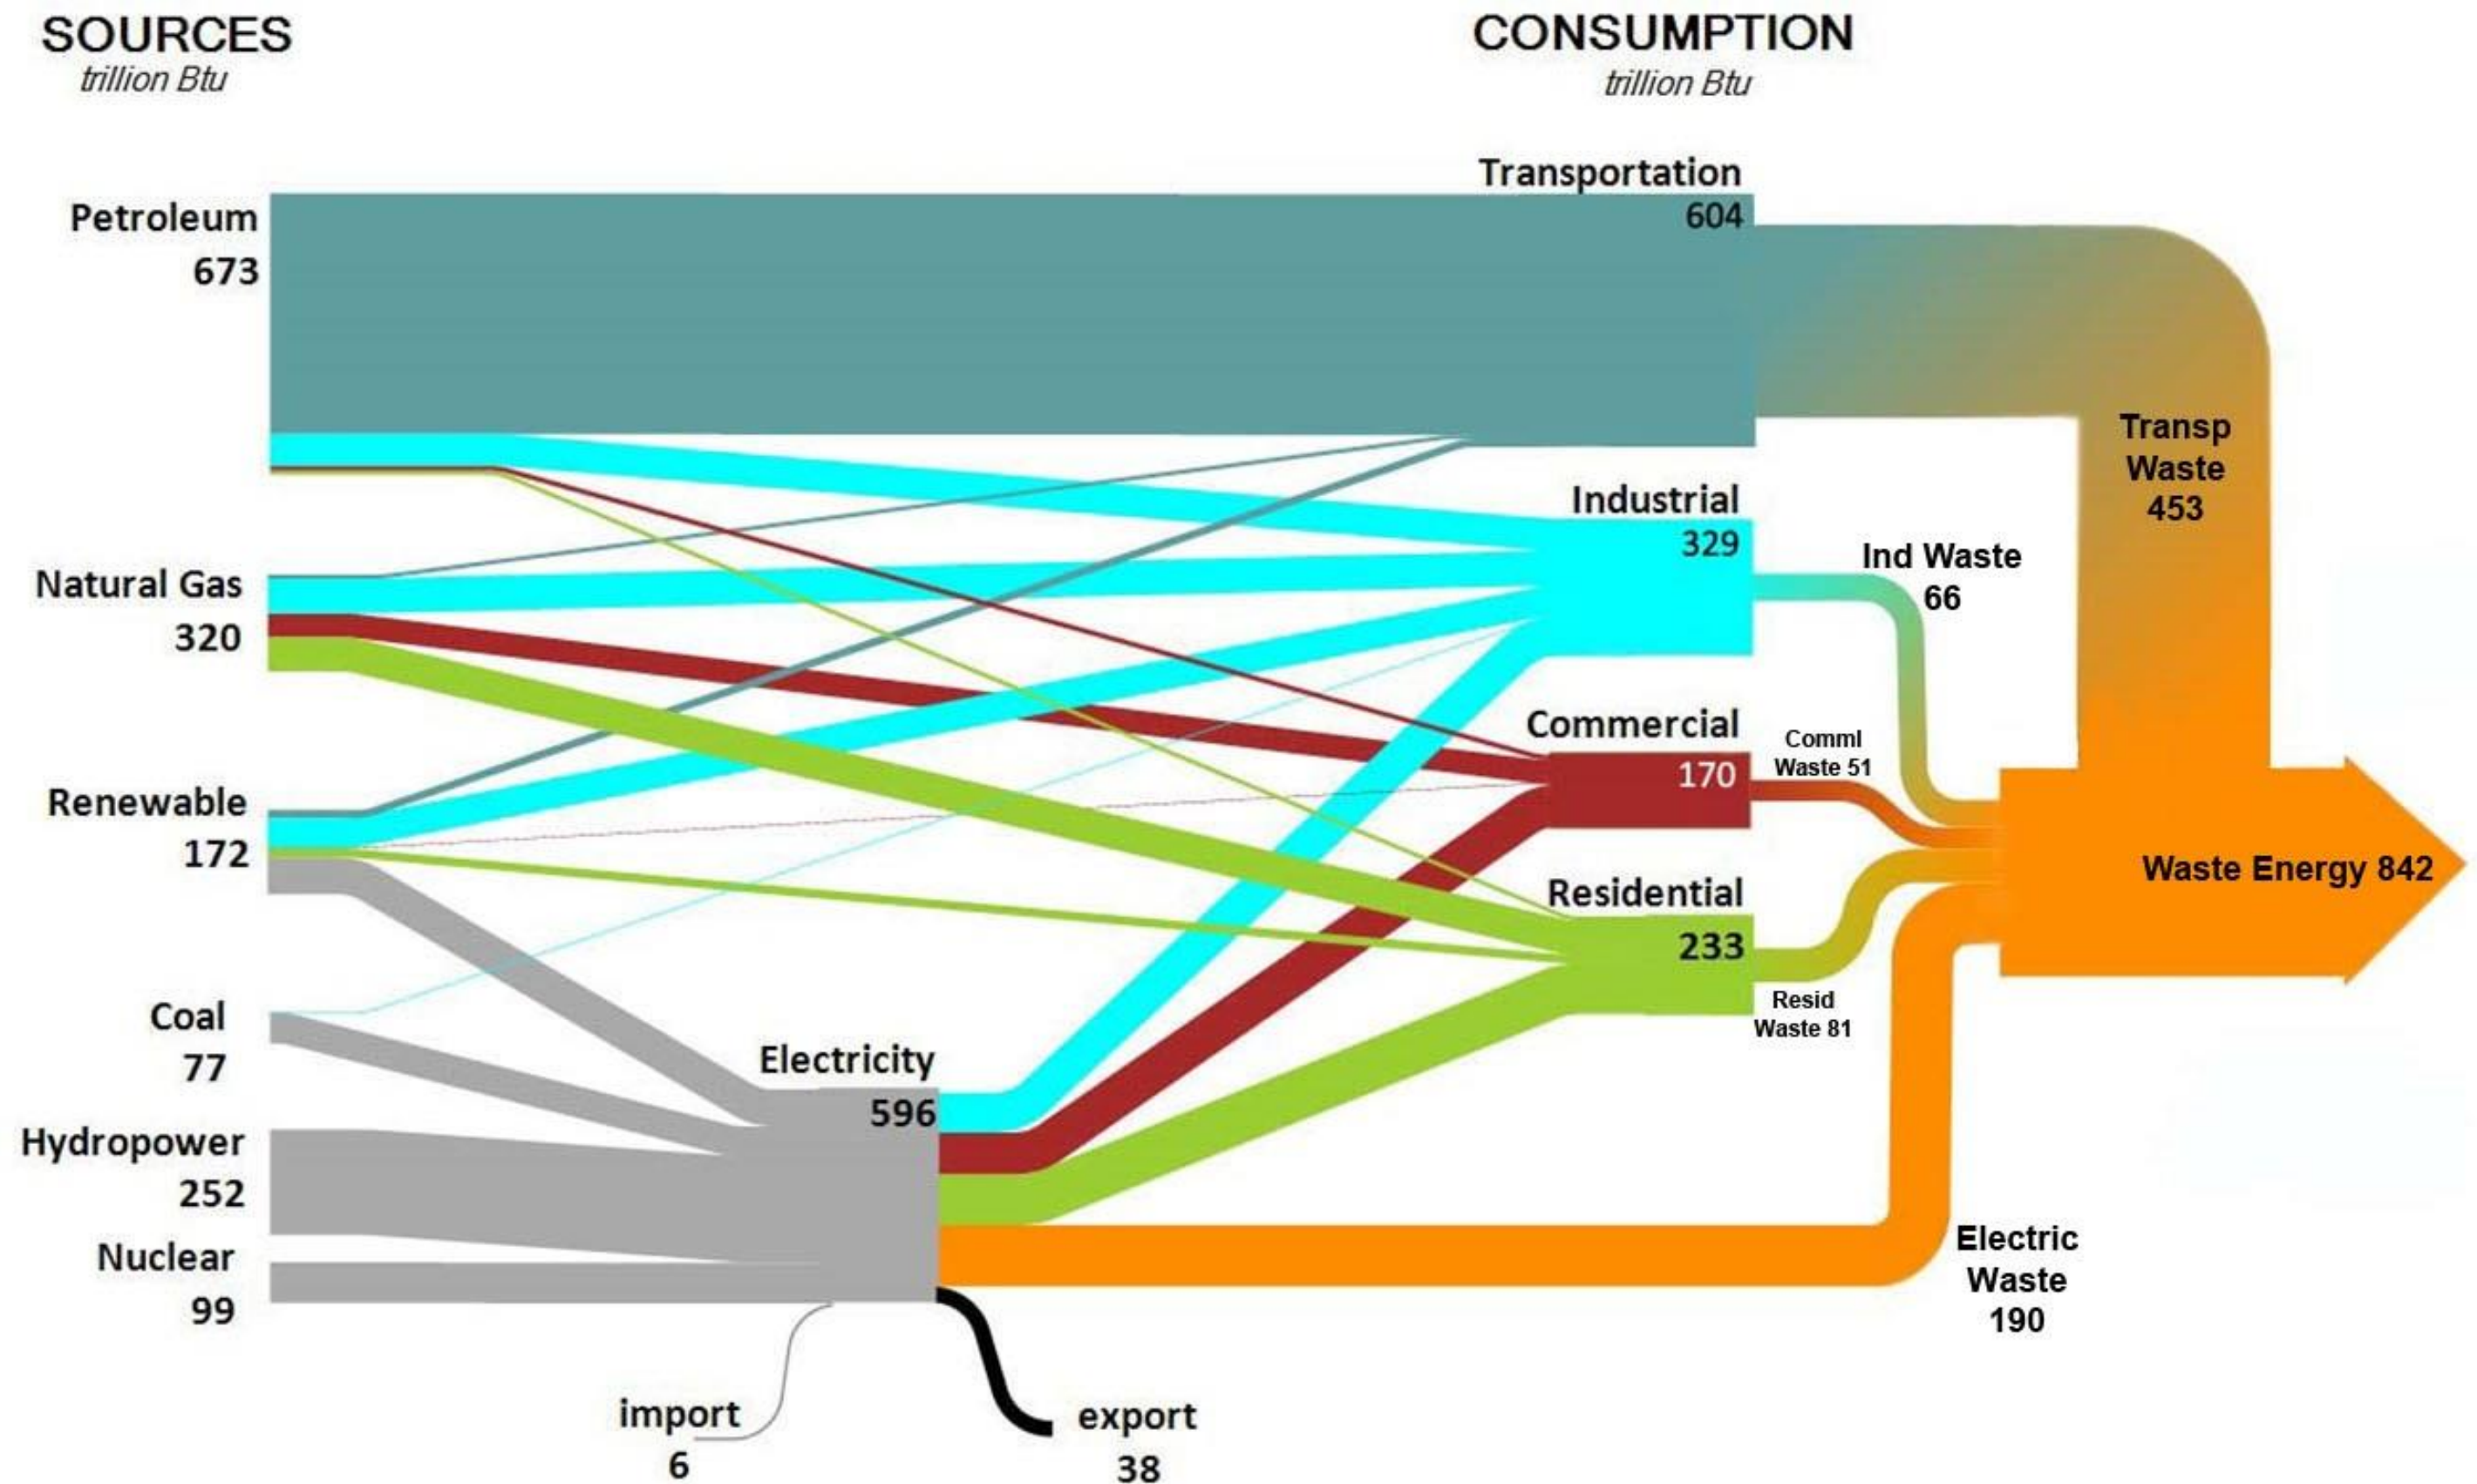 SOURCES
trillion Btu
CONSUMPTION
trillion Btu
Petroleum
673
Natural Gas
320
Renewable
172
Coal
77
Hydropower
252
Nuclear
99
Electricity
596
import
6
export
38
Transportation
604
Industrial
329
Commercial
170
Residential
233
Transp
Waste
453
Ind Waste
66
Comml
Waste 51
Resid
Waste 81
Electric
Waste
190
Waste Energy 842